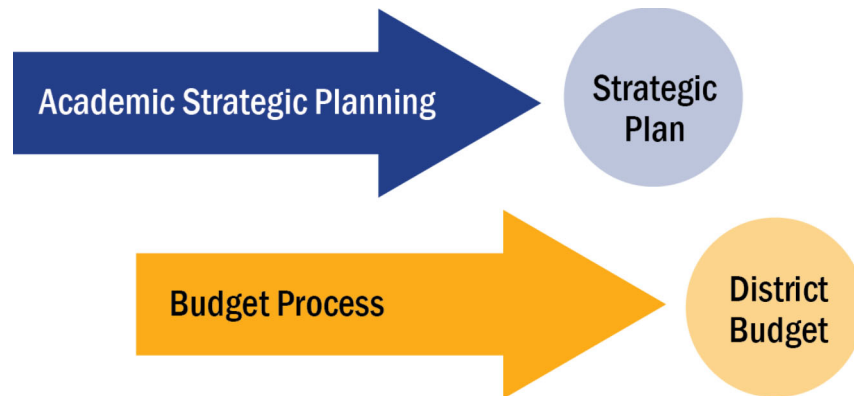 Academic Strategic Planning
Strategic
Plan
Budget Process
District
Budget